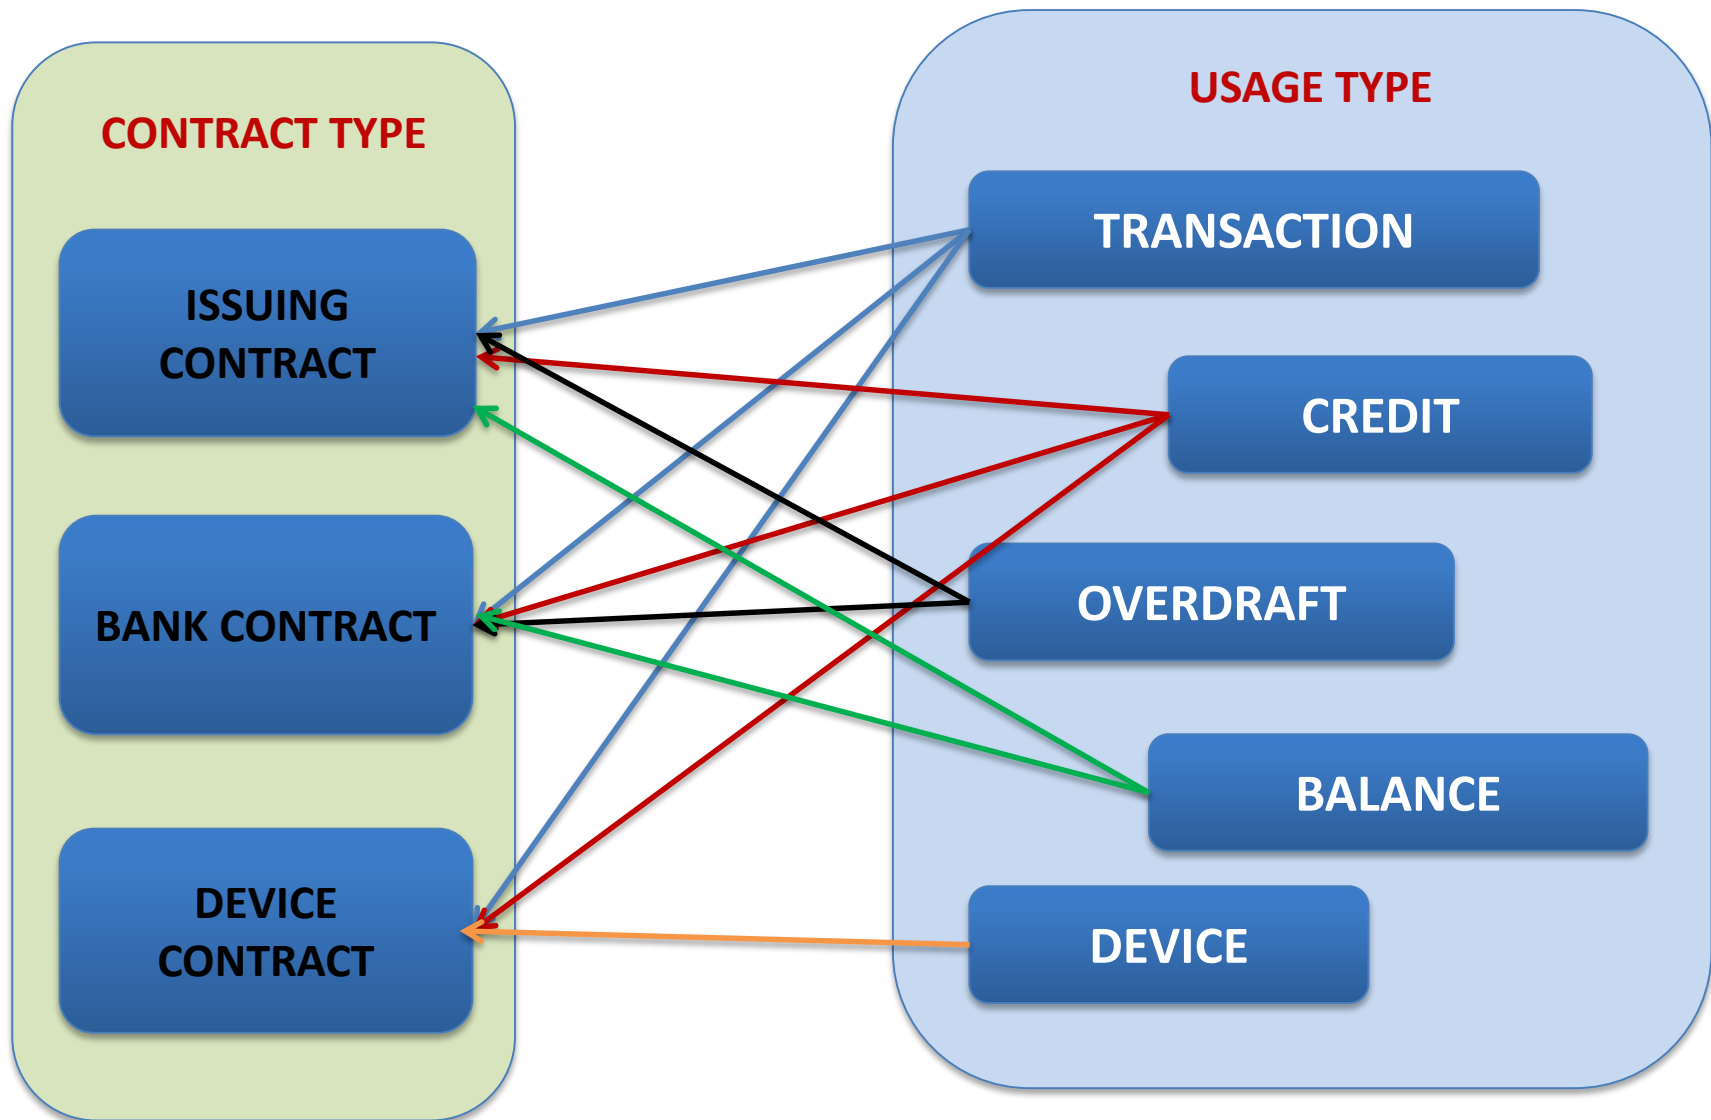 CONTRACT TYPE
ISSUING
CONTRACT
BANK CONTRACT
DEVICE
CONTRACT
USAGE TYPE
TRANSACTION
CREDIT
OVERDRAFT
BALANCE
DEVICE